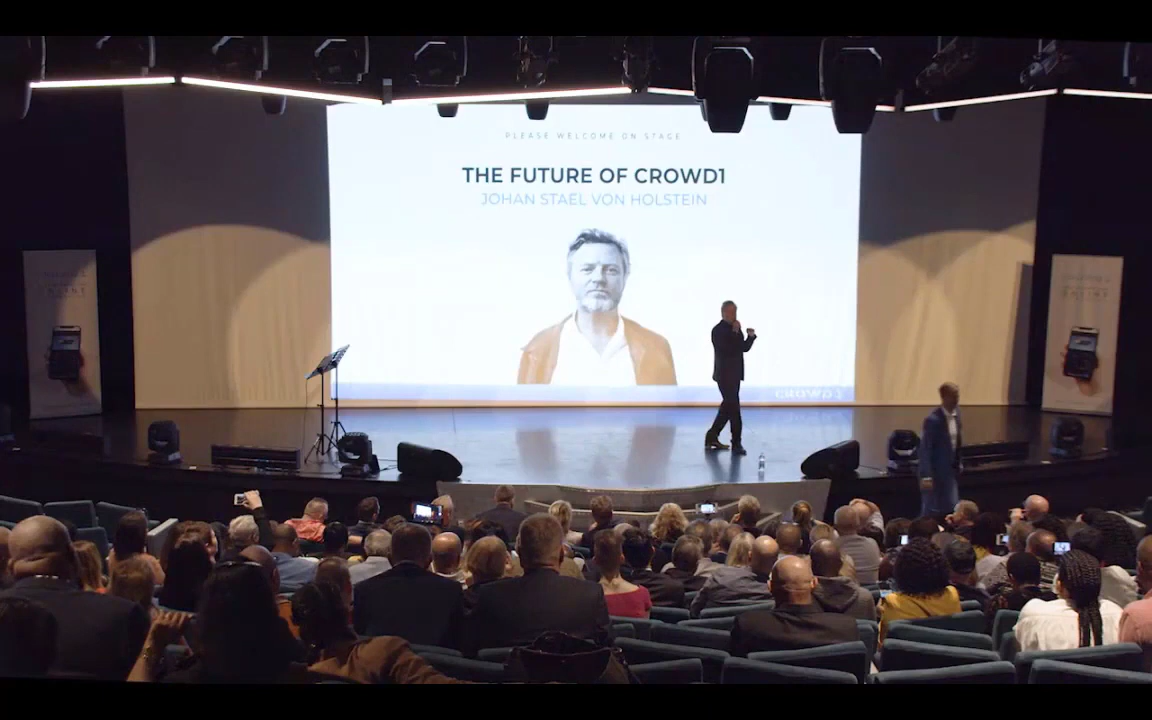 PLEASE WELCOME ON STAGE
THE FUTURE OF CROWD1
JOHAN STAEL VON HOLSTEIN
CROWD1